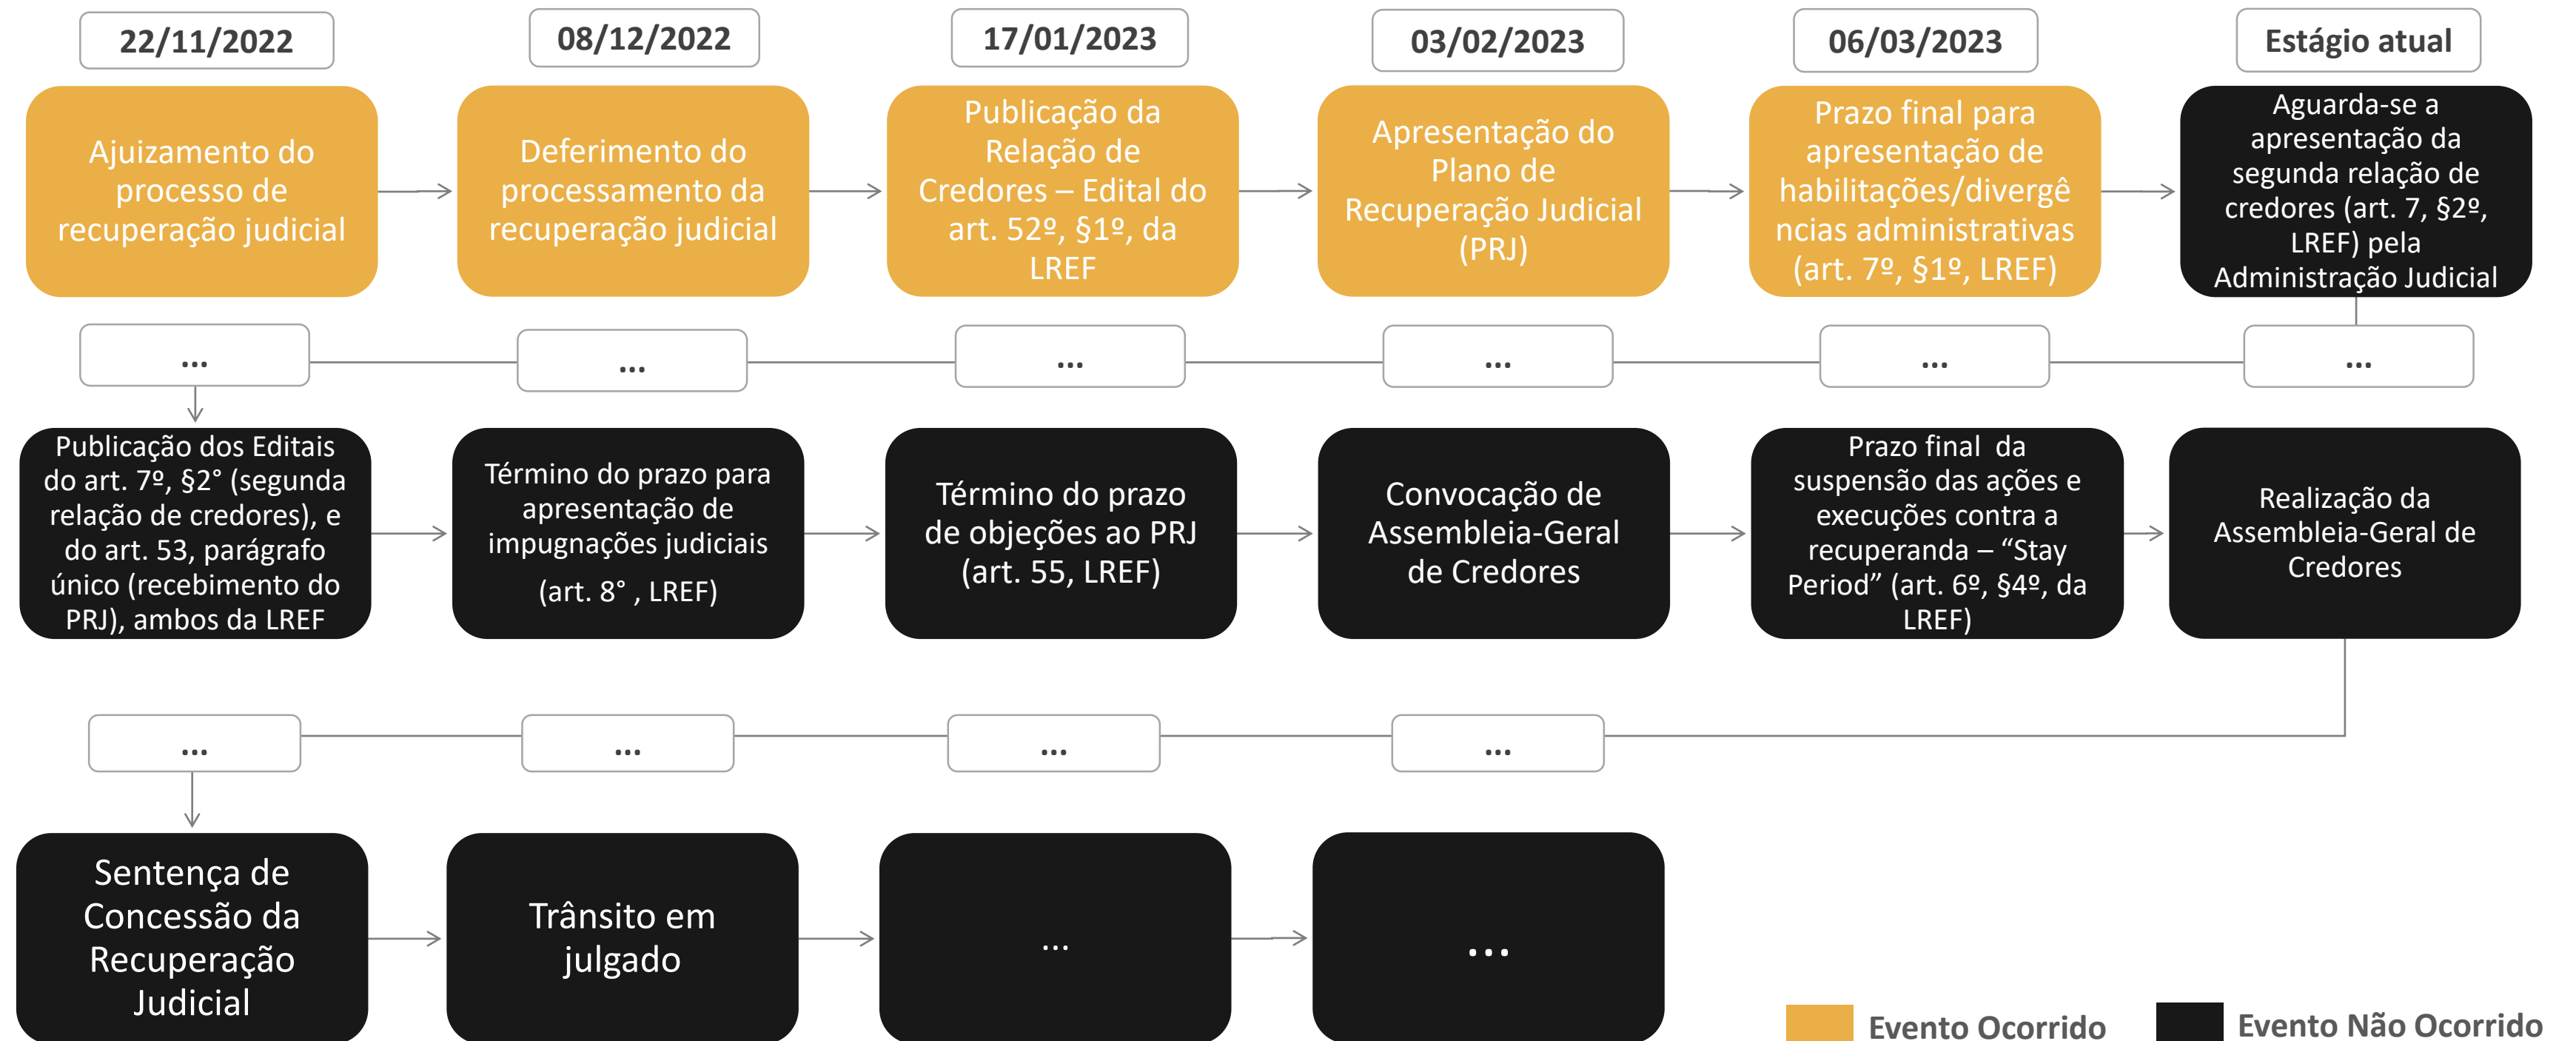 22/11/2022
08/12/2022
17/01/2023
03/02/2023
06/03/2023
Estágio atual
Ajuizamento do
processo de
recuperação judicial
Deferimento do
processamento da
recuperação judicial
Publicação da
Relação de
Credores – Edital do
art. 52º, §1º, da
LREF
Apresentação do
Plano de
Recuperação Judicial
(PRJ)
Prazo final para
apresentação de
habilitações/divergê
ncias administrativas
(art. 7º, §1º, LREF)
Aguarda-se a
apresentação da
segunda relação de
credores (art. 7, §2º,
LREF) pela
Administração Judicial
...
...
...
...
...
...
Publicação dos Editais
do art. 7º, §2° (segunda
relação de credores), e
do art. 53, parágrafo
único (recebimento do
PRJ), ambos da LREF
Término do prazo para
apresentação de
impugnações judiciais
(art. 8° , LREF)
Término do prazo
de objeções ao PRJ
(art. 55, LREF)
Convocação de
Assembleia-Geral
de Credores
Prazo final  da
suspensão das ações e
execuções contra a
recuperanda – “Stay
Period” (art. 6º, §4º, da
LREF)
Realização da
Assembleia-Geral de
Credores
...
...
...
...
Sentença de
Concessão da
Recuperação
Judicial
Trânsito em
julgado
...
...
Evento Ocorrido
Evento Não Ocorrido